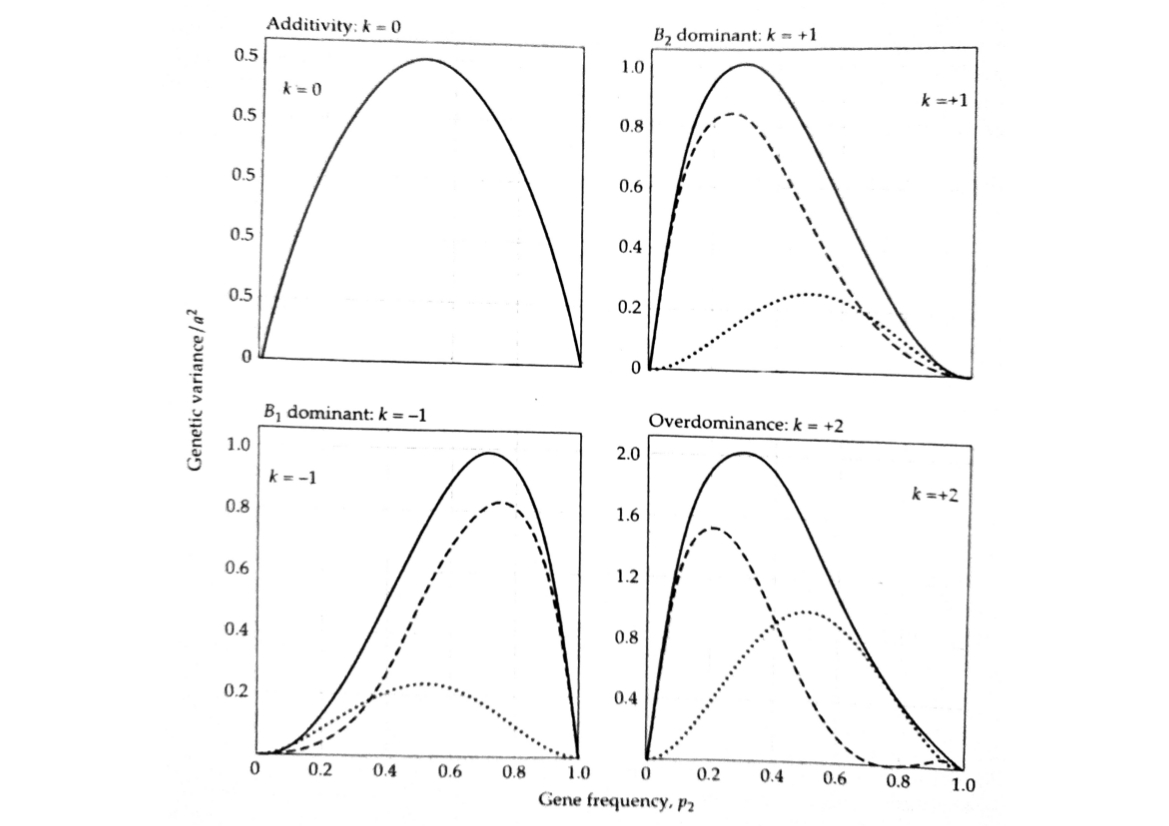 Additivity: k = 0
0.5
k = 0
0.5
0.5
0.5
0.5
0
B2 dominant: k = +1
1.0
k =+1
0.8
0.6
0.4
0.2
0
Genetic variance/a²
B1 dominant: k = –1
1.0
k = –1
0.8
0.6
0.4
0.2
0 0.2 0.4 0.6 0.8 1.0
Overdominance: k = +2
2.0
k =+2
1.6
1.2
0.8
0.4
0 0.2 0.4 0.6 0.8 1.0
Gene frequency, p2